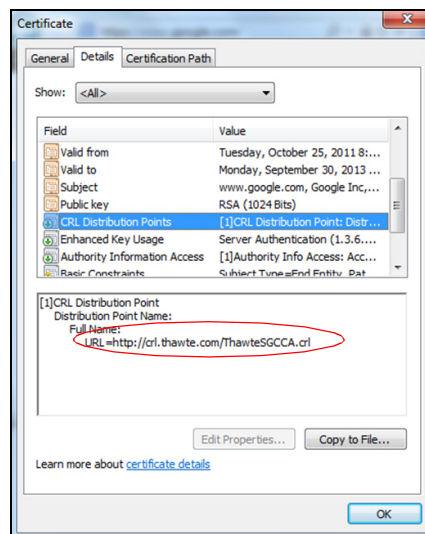 Certificate
General Details Certification Path
Show: <All>
Field Value
Valid from Tuesday, October 25, 2011 8:...
Valid to Monday, September 30, 2013 ...
Subject www.google.com, Google Inc,...
Public key RSA (1024 Bits)
CRL Distribution Points [1]CRL Distribution Point: Distr...
Enhanced Key Usage Server Authentication (1.3.6....
Authority Information Access [1]Authority Info Access: Acc...
Basic Constraints Subject Type=End Entity, Pat
[1]CRL Distribution Point
Distribution Point Name:
Full Name:
URL=http://crl.thawte.com/ThawteSGCCA.crl
Edit Properties... Copy to File...
Learn more about certificate details
OK